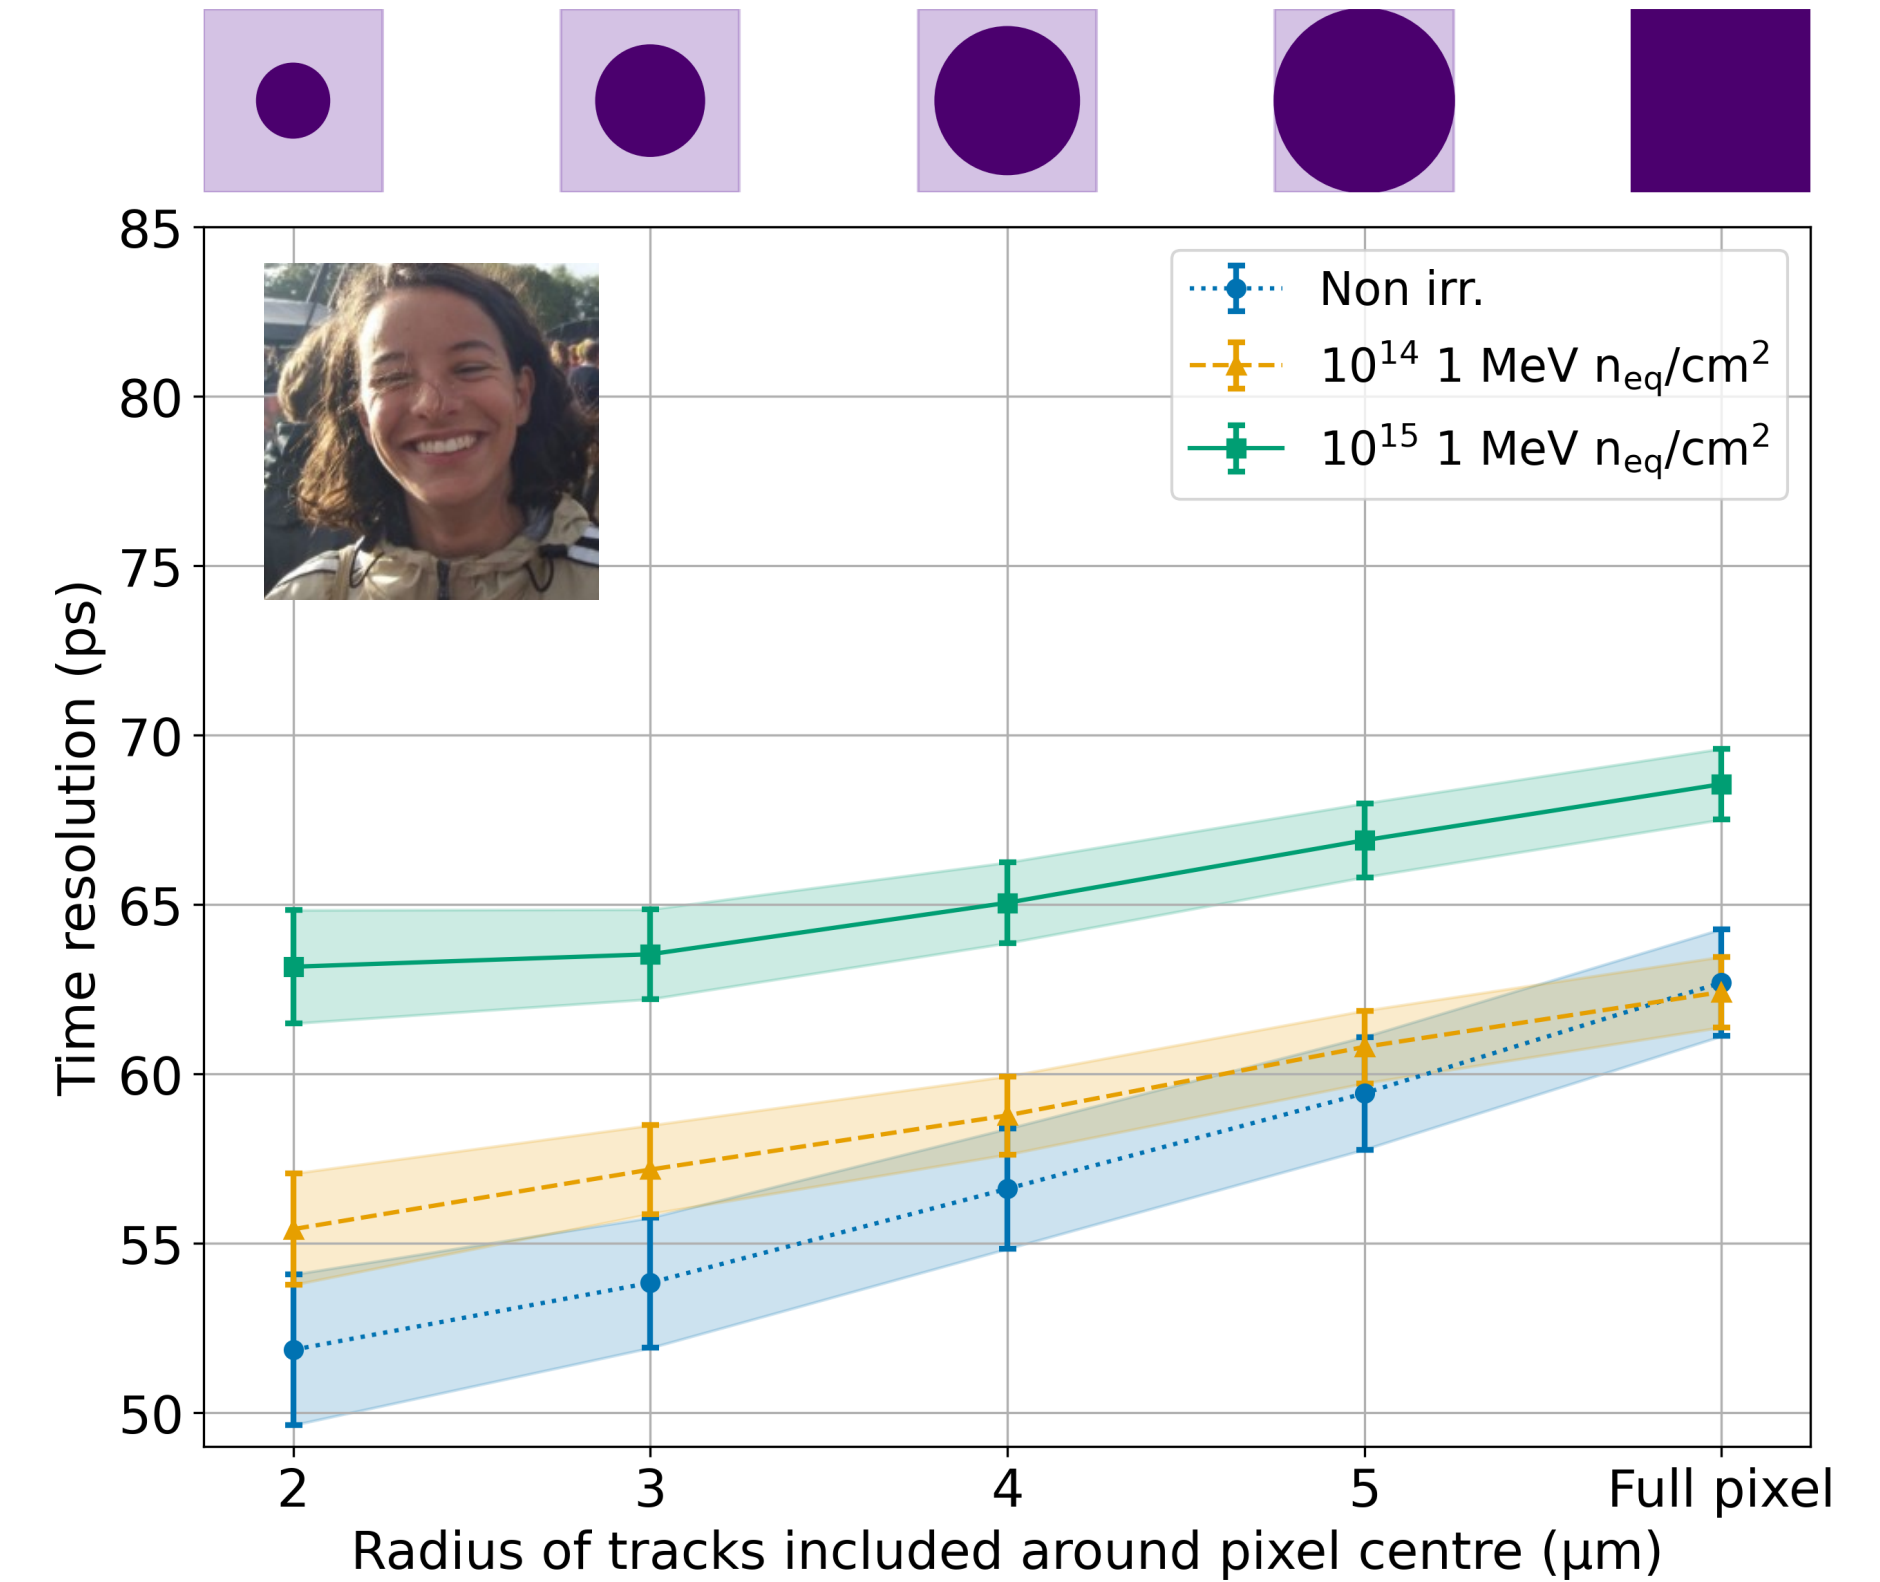 85
80
75
70
65
60
55
50
Time resolution (ps)
Non irr.
10¹⁴ 1 MeV n_eq/cm²
10¹⁵ 1 MeV n_eq/cm²
2 3 4 5 Full pixel
Radius of tracks included around pixel centre (μm)